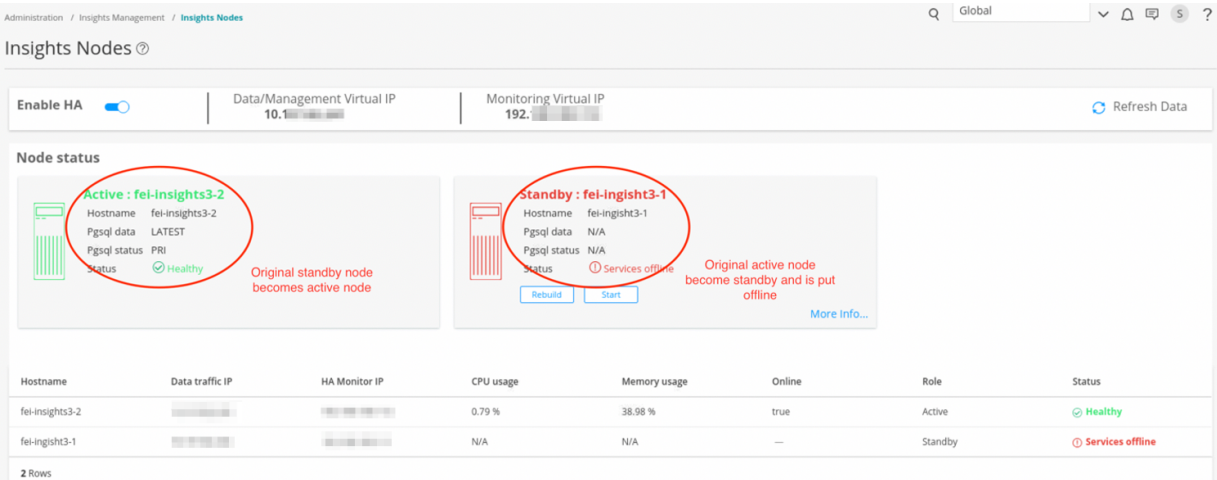 Administration / Insights Management / Insights Nodes
Global
S
?
Insights Nodes ?
Enable HA
Data/Management Virtual IP
10.1
Monitoring Virtual IP
192.
Refresh Data
Node status
Active : fei-insights3-2
Hostname fei-insights3-2
Pgsql data LATEST
Pgsql status PRI
Status Healthy
Original standby node
becomes active node
Standby : fei-ingisht3-1
Hostname fei-ingisht3-1
Pgsql data N/A
Pgsql status N/A
Status Services offline
Rebuild Start
Original active node
become standby and is put
offline
More Info...
Hostname Data traffic IP HA Monitor IP CPU usage Memory usage Online Role Status
fei-insights3-2 0.79 % 38.98 % true Active Healthy
fei-ingisht3-1 N/A N/A — Standby Services offline
2 Rows